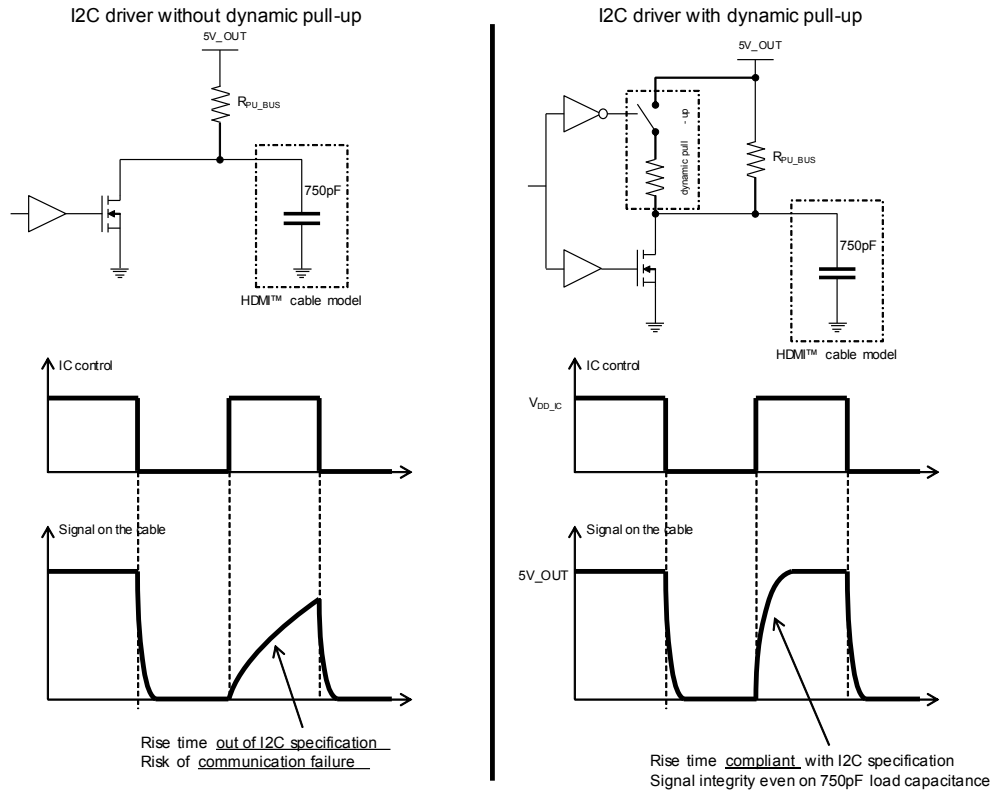 I2C driver without dynamic pull-up
5V_OUT
RPU_BUS
750pF
HDMI™ cable model
IC control
Signal on the cable
Rise time out of I2C specification
Risk of communication failure
I2C driver with dynamic pull-up
5V_OUT
dynamic pull - up
RPU_BUS
750pF
HDMI™ cable model
IC control
VDD_IC
Signal on the cable
5V_OUT
Rise time compliant with I2C specification
Signal integrity even on 750pF load capacitance